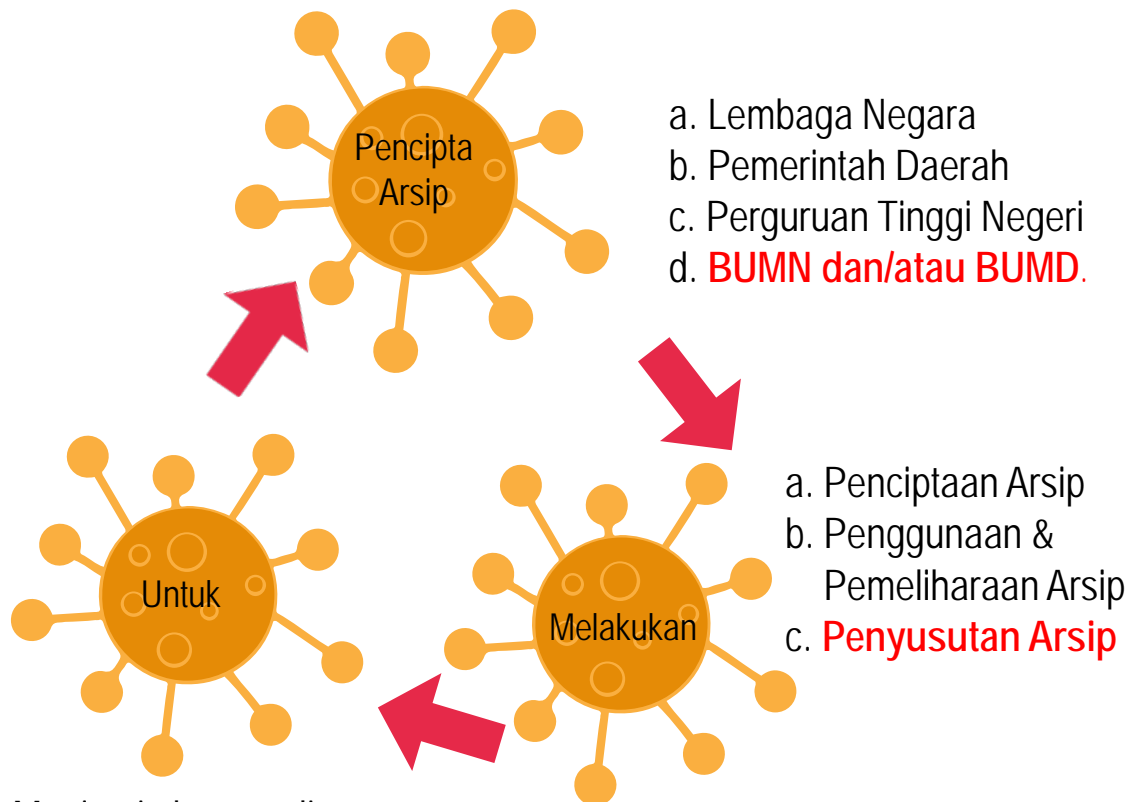 Pencipta
Arsip
a. Lembaga Negara
b. Pemerintah Daerah
c. Perguruan Tinggi Negeri
d. BUMN dan/atau BUMD.
Untuk
Melakukan
a. Penciptaan Arsip
b. Penggunaan &
Pemeliharaan Arsip
c. Penyusutan Arsip